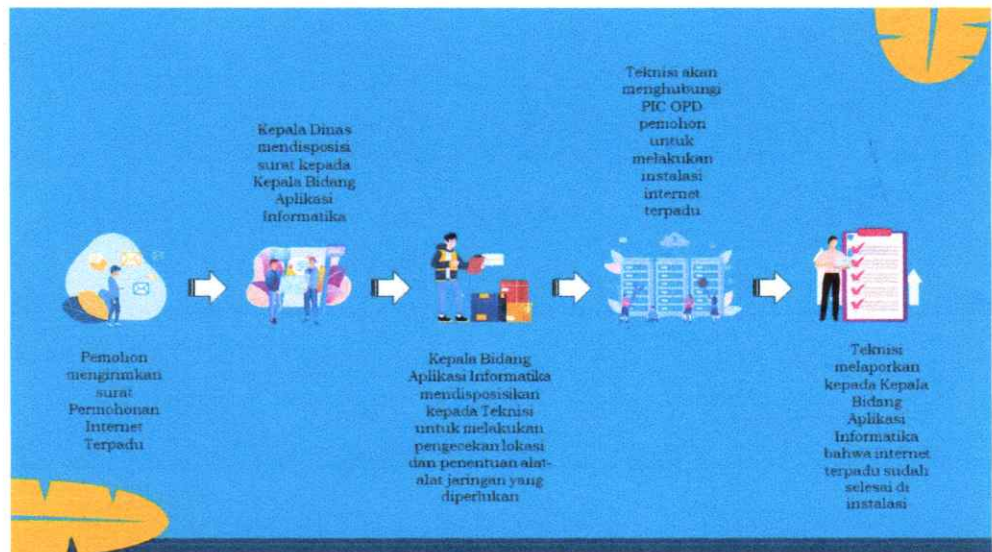 Pemohon
mengirimkan
surat
Permohonan
Internet
Terpadu
Kepala Dinas
mendisposisi
surat kepada
Kepala Bidang
Aplikasi
Informatika
Kepala Bidang
Aplikasi Informatika
mendisposisikan
kepada Teknisi
untuk melakukan
pengecekan lokasi
dan penentuan alat-
alat jaringan yang
diperlukan
Teknisi akan
menghubungi
PIC OPD
pemohon
untuk
melakukan
instalasi
internet
terpadu
Teknisi
melaporkan
kepada Kepala
Bidang
Aplikasi
Informatika
bahwa internet
terpadu sudah
selesai di
instalasi